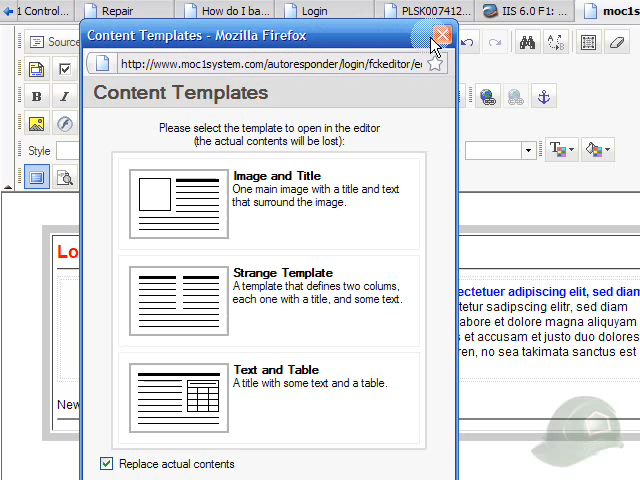 1 Control...
Repair
How do I ba...
Login
PLSK007412...
IIS 6.0 F1: ...
moc1s
Content Templates - Mozilla Firefox
Source
http://www.moc1system.com/autoresponder/login/fckeditor/ec
B I
Content Templates
Please select the template to open in the editor
(the actual contents will be lost):
Style
T
Image and Title
One main image with a title and text
that surround the image.
Strange Template
A template that defines two colums,
each one with a title, and some text.
Text and Table
A title with some text and a table.
Replace actual contents
Lo
ectetuer adipiscing elit, sed dian
etur sadipscing elitr, sed diam
abore et dolore magna aliquyam
s et accusam et justo duo dolores
ren, no sea takimata sanctus est
New